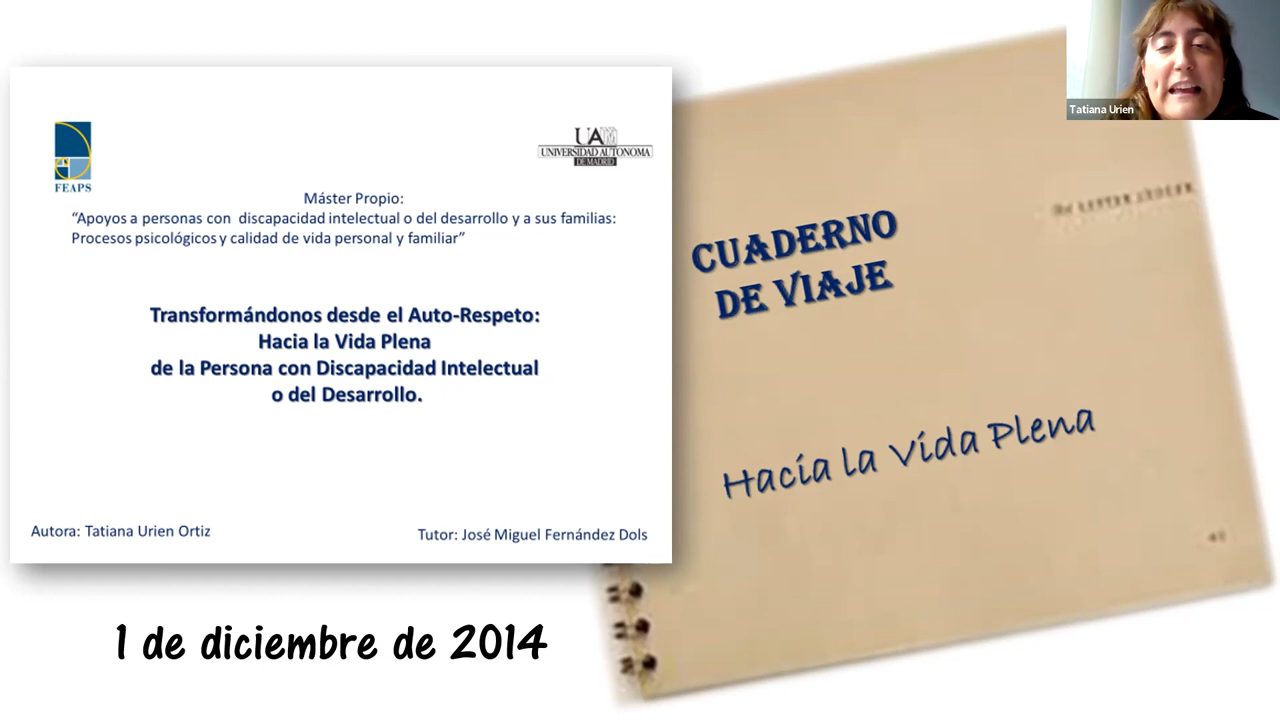 FEAPS
UAM
UNIVERSIDAD AUTONOMA
DE MADRID
Máster Propio:
“Apoyos a personas con discapacidad intelectual o del desarrollo y a sus familias:
Procesos psicológicos y calidad de vida personal y familiar”
Transformándonos desde el Auto-Respeto:
Hacia la Vida Plena
de la Persona con Discapacidad Intelectual
o del Desarrollo.
Autora: Tatiana Urien Ortiz
Tutor: José Miguel Fernández Dols
1 de diciembre de 2014
CUADERNO
DE VIAJE
Hacia la Vida Plena
Tatiana Urien